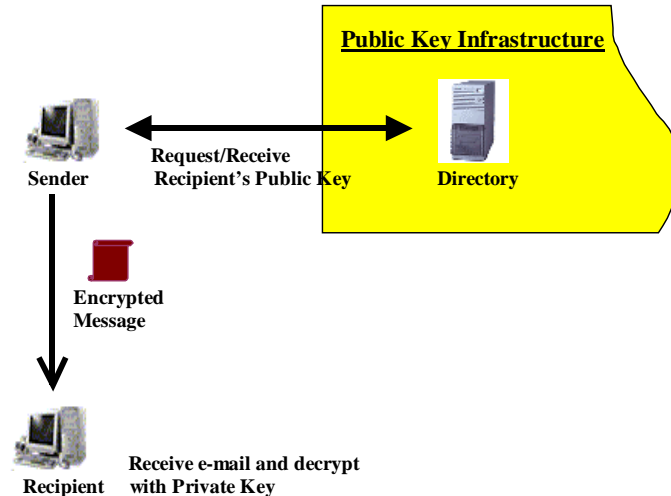 Public Key Infrastructure
Request/Receive
Recipient's Public Key
Sender
Directory
Encrypted
Message
Receive e-mail and decrypt
with Private Key
Recipient